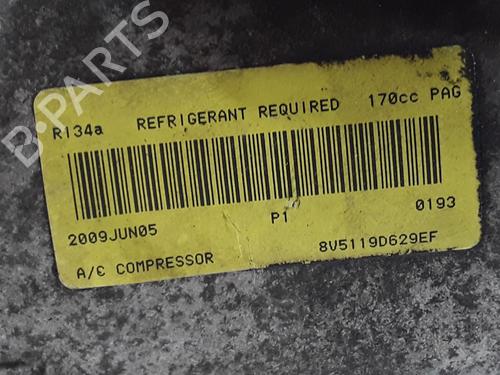 B-PARTS
R134a REFRIGERANT REQUIRED 170cc PAG
2009JUN05 P1 0193
A/C COMPRESSOR 8V5119D629EF